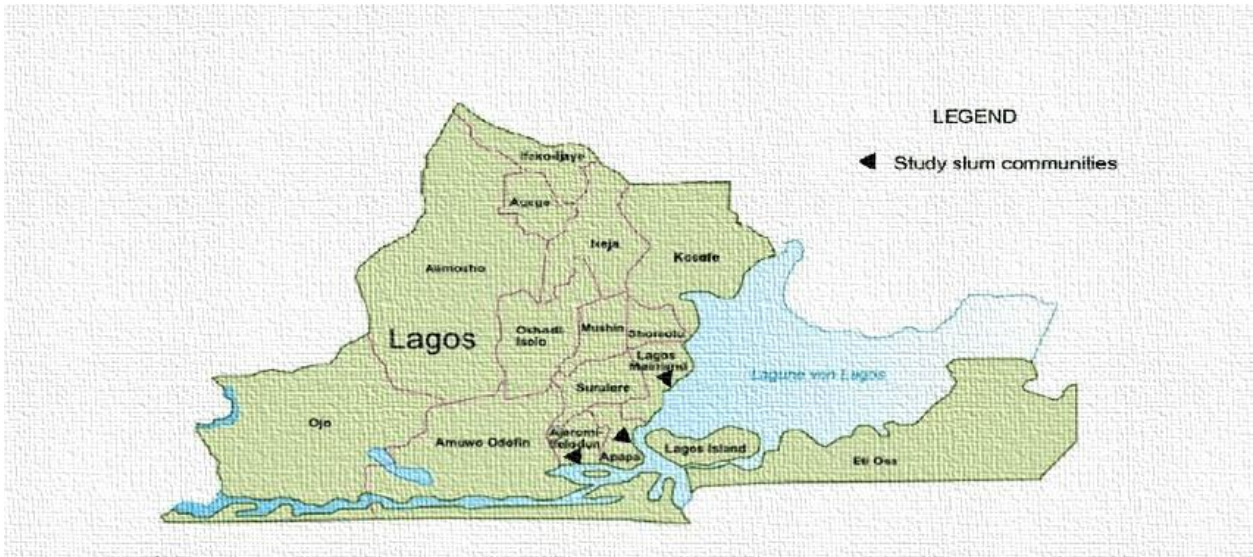 LEGEND
Study slum communities
Ifako-Ijaye
Agege
Ikeja
Kosofe
Alimosho
Lagos
Oshodi
Isolo
Mushin
Shomolu
Lagos
Mainland
Lagune von Lagos
Surulere
Ojo
Amuwo Odofin
Ajeromi-
Ifelodun
Apapa
Lagos Island
Eti Osa